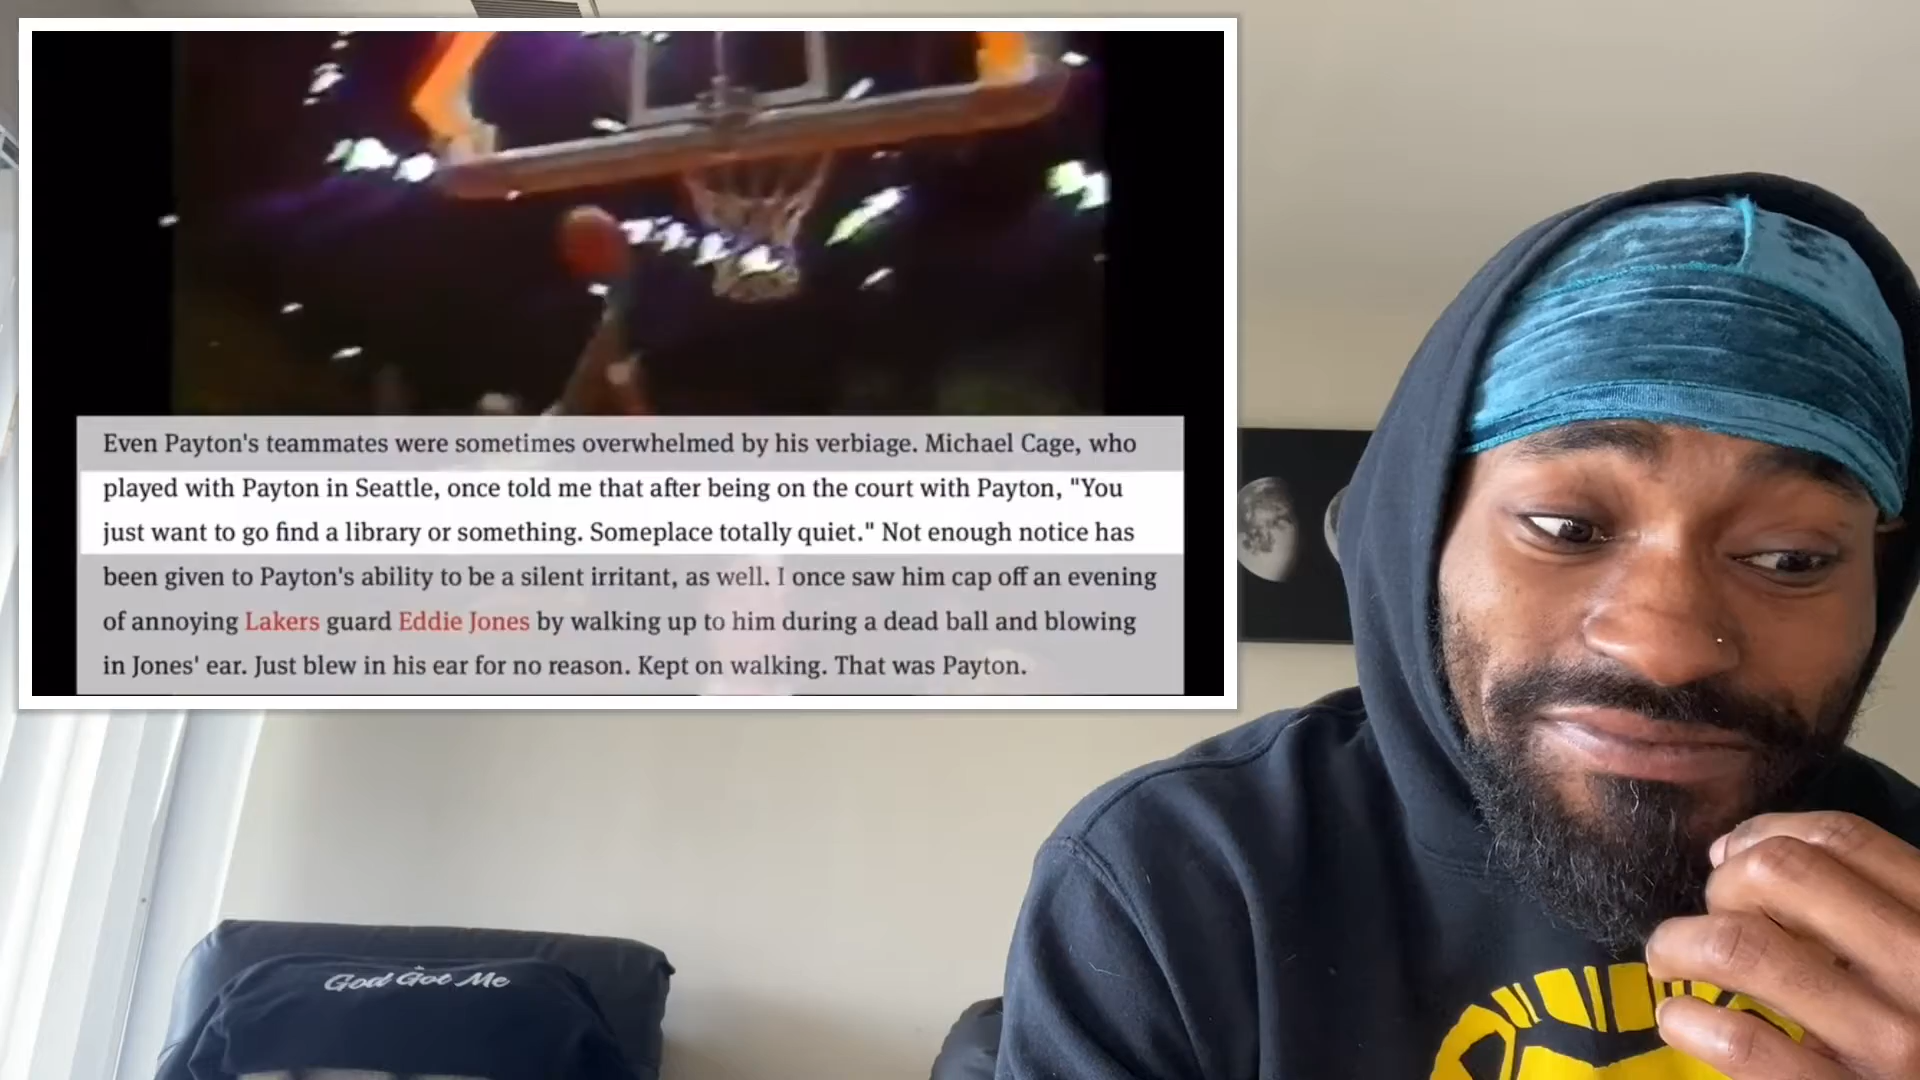 Even Payton's teammates were sometimes overwhelmed by his verbiage. Michael Cage, who
played with Payton in Seattle, once told me that after being on the court with Payton, "You
just want to go find a library or something. Someplace totally quiet." Not enough notice has
been given to Payton's ability to be a silent irritant, as well. I once saw him cap off an evening
of annoying Lakers guard Eddie Jones by walking up to him during a dead ball and blowing
in Jones' ear. Just blew in his ear for no reason. Kept on walking. That was Payton.
God Got Me